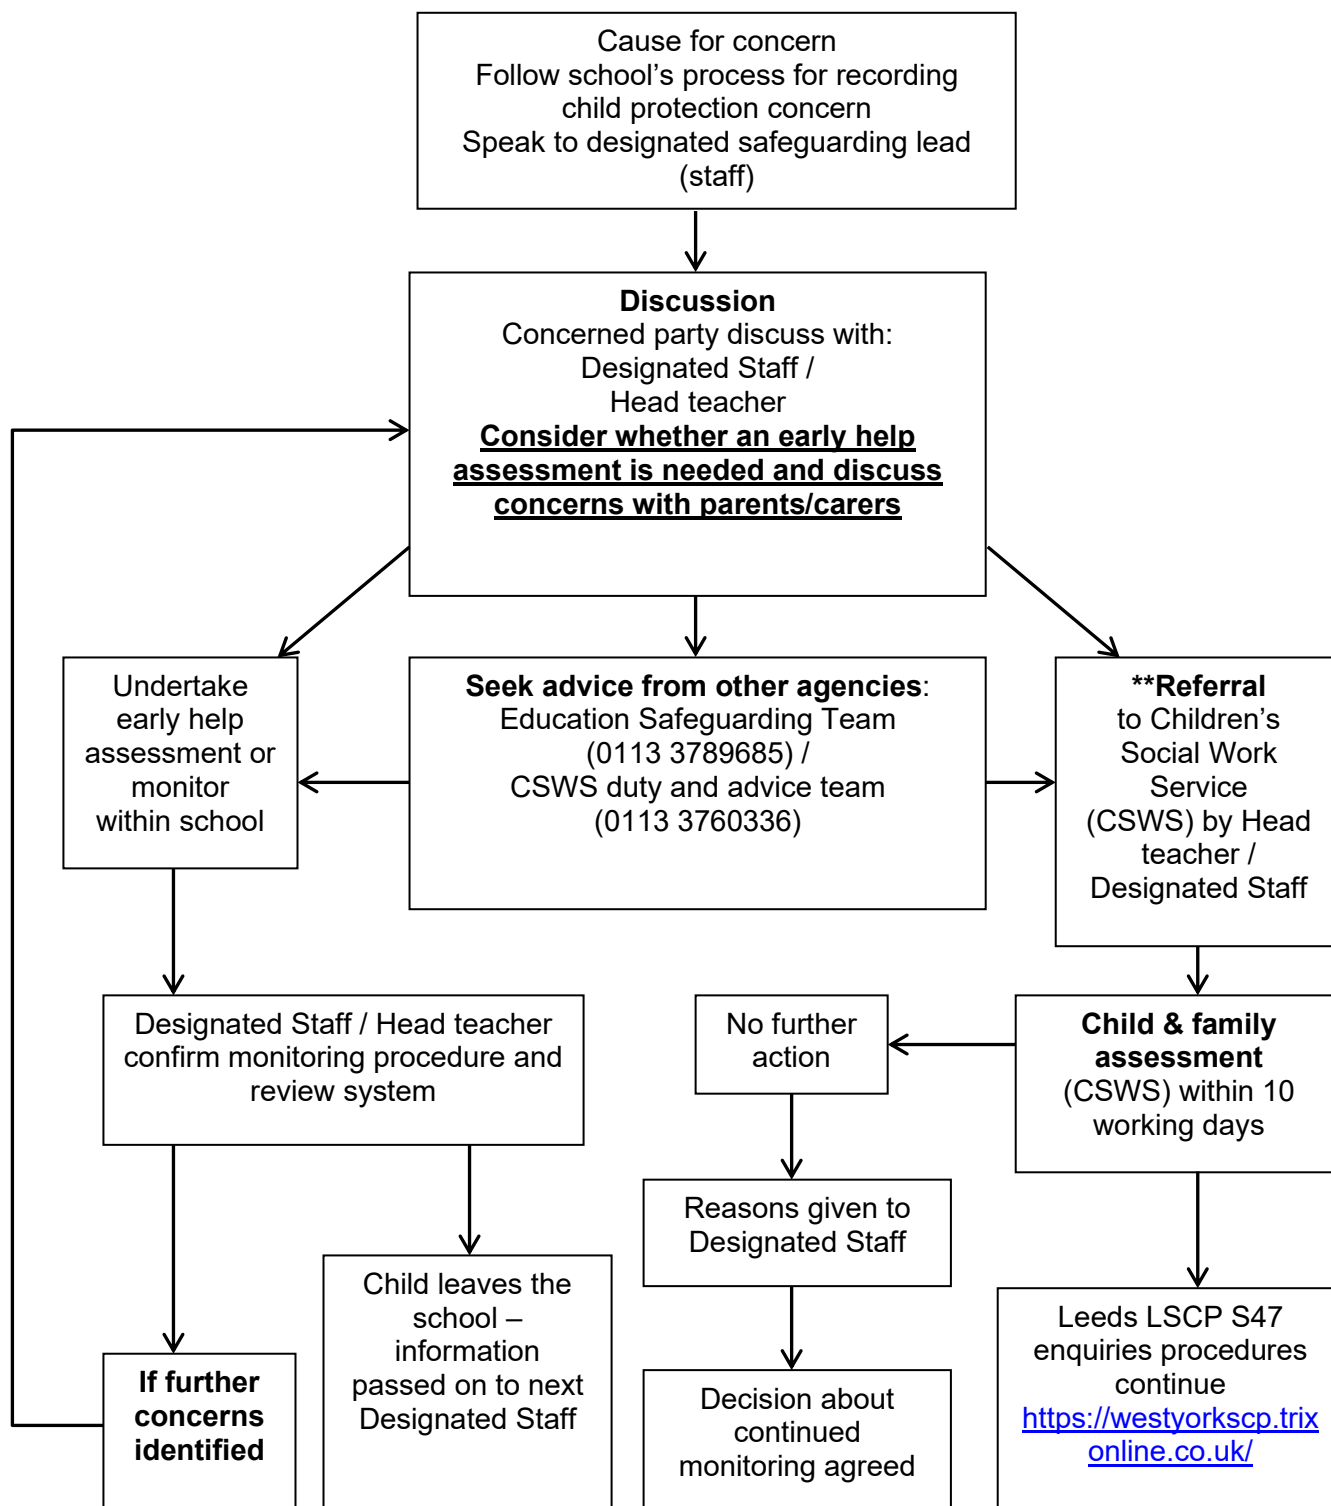 Cause for concern
Follow school’s process for recording
child protection concern
Speak to designated safeguarding lead
(staff)
Discussion
Concerned party discuss with:
Designated Staff /
Head teacher
Consider whether an early help
assessment is needed and discuss
concerns with parents/carers
Undertake
early help
assessment or
monitor
within school
Seek advice from other agencies:
Education Safeguarding Team
(0113 3789685) /
CSWS duty and advice team
(0113 3760336)
**Referral
to Children’s
Social Work
Service
(CSWS) by Head
teacher /
Designated Staff
Designated Staff / Head teacher
confirm monitoring procedure and
review system
No further
action
Child & family
assessment
(CSWS) within 10
working days
Reasons given to
Designated Staff
If further
concerns
identified
Child leaves the
school –
information
passed on to next
Designated Staff
Decision about
continued
monitoring agreed
Leeds LSCP S47
enquiries procedures
continue
https://westyorkscp.trix
online.co.uk/